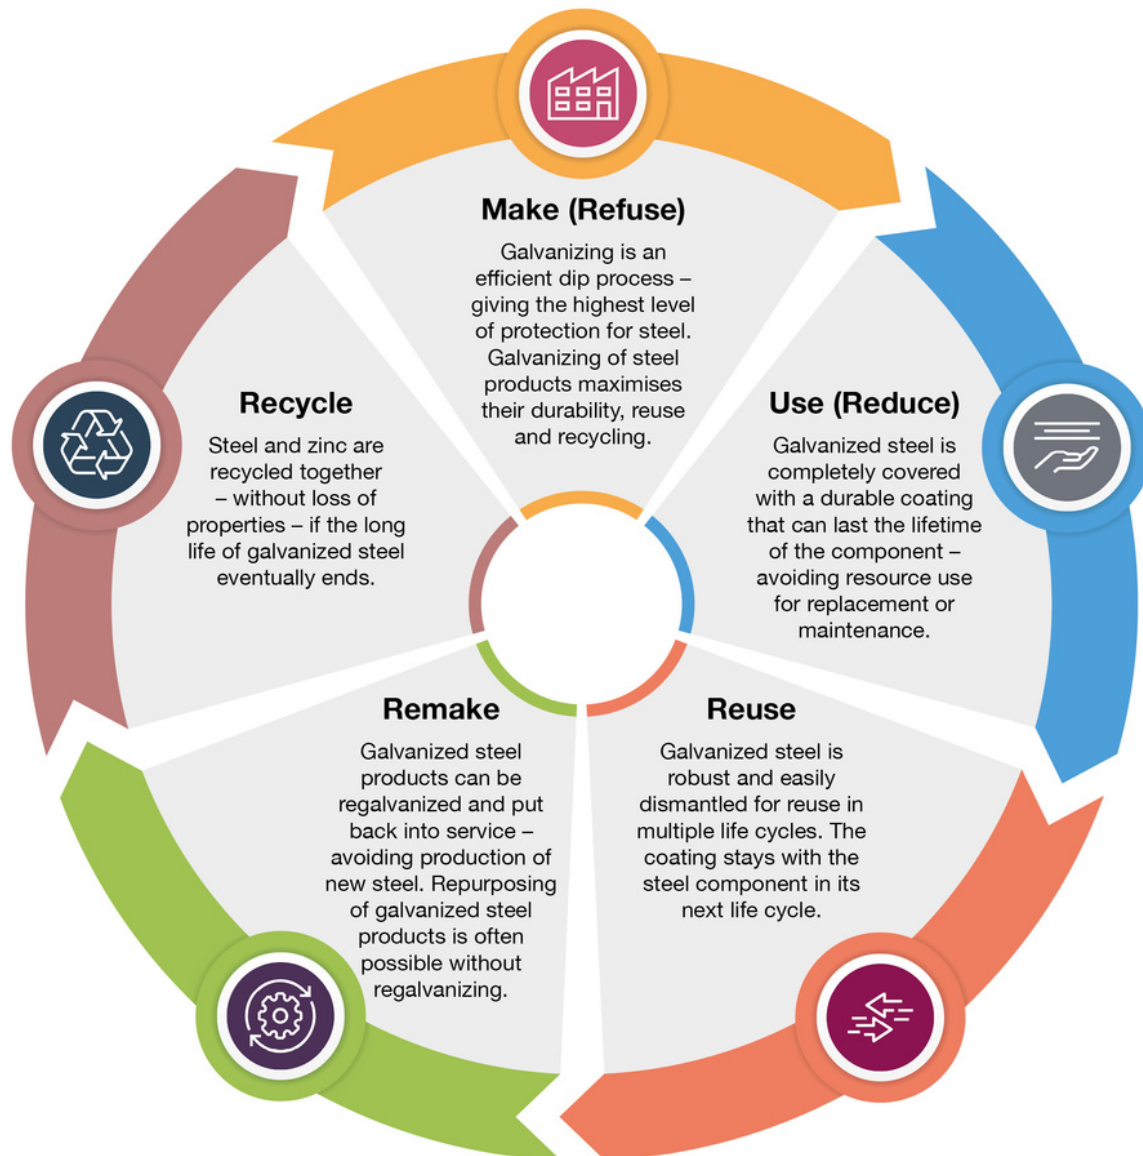 Make (Refuse)
Galvanizing is an
efficient dip process –
giving the highest level
of protection for steel.
Galvanizing of steel
products maximises
their durability, reuse
and recycling.
Use (Reduce)
Galvanized steel is
completely covered
with a durable coating
that can last the lifetime
of the component –
avoiding resource use
for replacement or
maintenance.
Reuse
Galvanized steel is
robust and easily
dismantled for reuse in
multiple life cycles. The
coating stays with the
steel component in its
next life cycle.
Remake
Galvanized steel
products can be
regalvanized and put
back into service –
avoiding production of
new steel. Repurposing
of galvanized steel
products is often
possible without
regalvanizing.
Recycle
Steel and zinc are
recycled together
– without loss of
properties – if the long
life of galvanized steel
eventually ends.